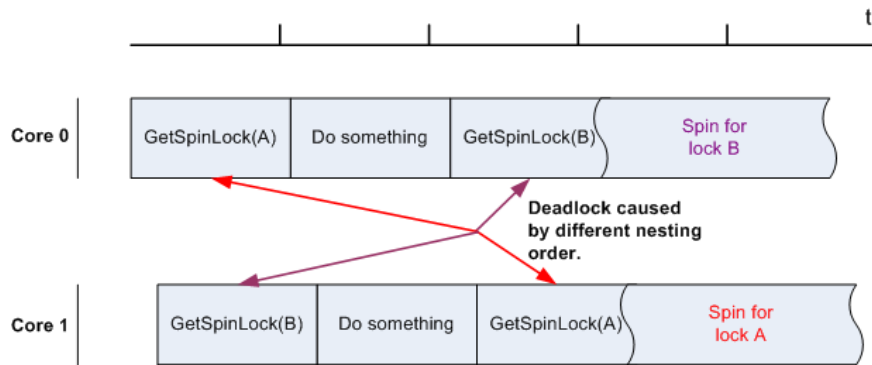 t
Core 0
GetSpinLock(A)
Do something
GetSpinLock(B)
Spin for
lock B
Deadlock caused
by different nesting
order.
Core 1
GetSpinLock(B)
Do something
GetSpinLock(A)
Spin for
lock A